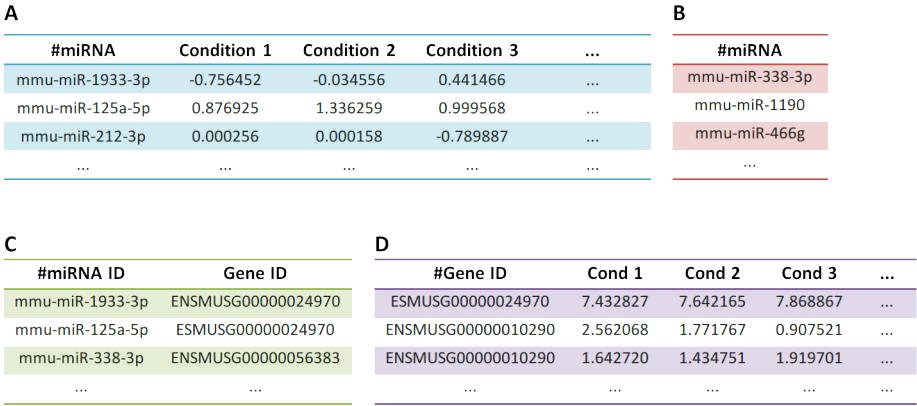 A
#miRNA Condition 1 Condition 2 Condition 3 ...
mmu-miR-1933-3p -0.756452 -0.034556 0.441466 ...
mmu-miR-125a-5p 0.876925 1.336259 0.999568 ...
mmu-miR-212-3p 0.000256 0.000158 -0.789887 ...
... ... ... ... ...
B
#miRNA
mmu-miR-338-3p
mmu-miR-1190
mmu-miR-466g
...
C
#miRNA ID Gene ID
mmu-miR-1933-3p ENSMUSG00000024970
mmu-miR-125a-5p ESMUSG00000024970
mmu-miR-338-3p ENSMUSG00000056383
... ...
D
#Gene ID Cond 1 Cond 2 Cond 3 ...
ESMUSG00000024970 7.432827 7.642165 7.868867 ...
ENSMUSG00000010290 2.562068 1.771767 0.907521 ...
ENSMUSG00000010290 1.642720 1.434751 1.919701 ...
... ... ... ... ...